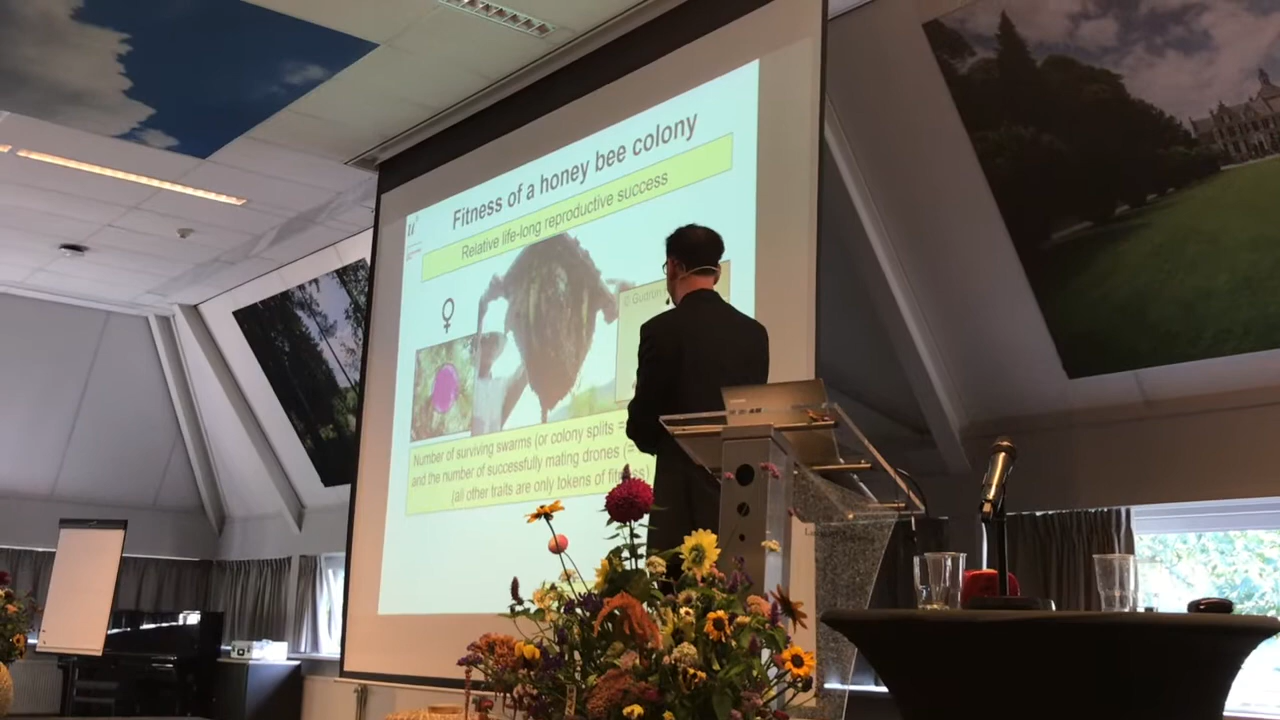 Fitness of a honey bee colony
Relative life-long reproductive success
© Gudrun
Number of surviving swarms (or colony splits =
and the number of successfully mating drones (=
(all other traits are only tokens of fitness)